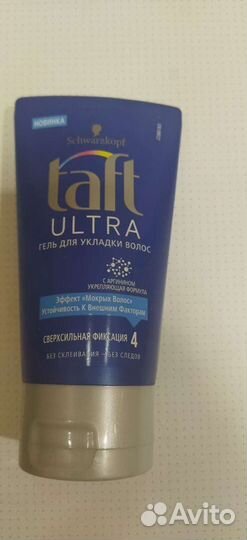 НОВИНКА
Schwarzkopf
taft
ULTRA
ГЕЛЬ ДЛЯ УКЛАДКИ ВОЛОС
С АРГИНИНОМ
УКРЕПЛЯЮЩАЯ ФОРМУЛА
Эффект «Мокрых Волос»
Устойчивость К Внешним Факторам
СВЕРХСИЛЬНАЯ ФИКСАЦИЯ 4
БЕЗ СКЛЕИВАНИЯ – БЕЗ СЛЕДОВ
Avito